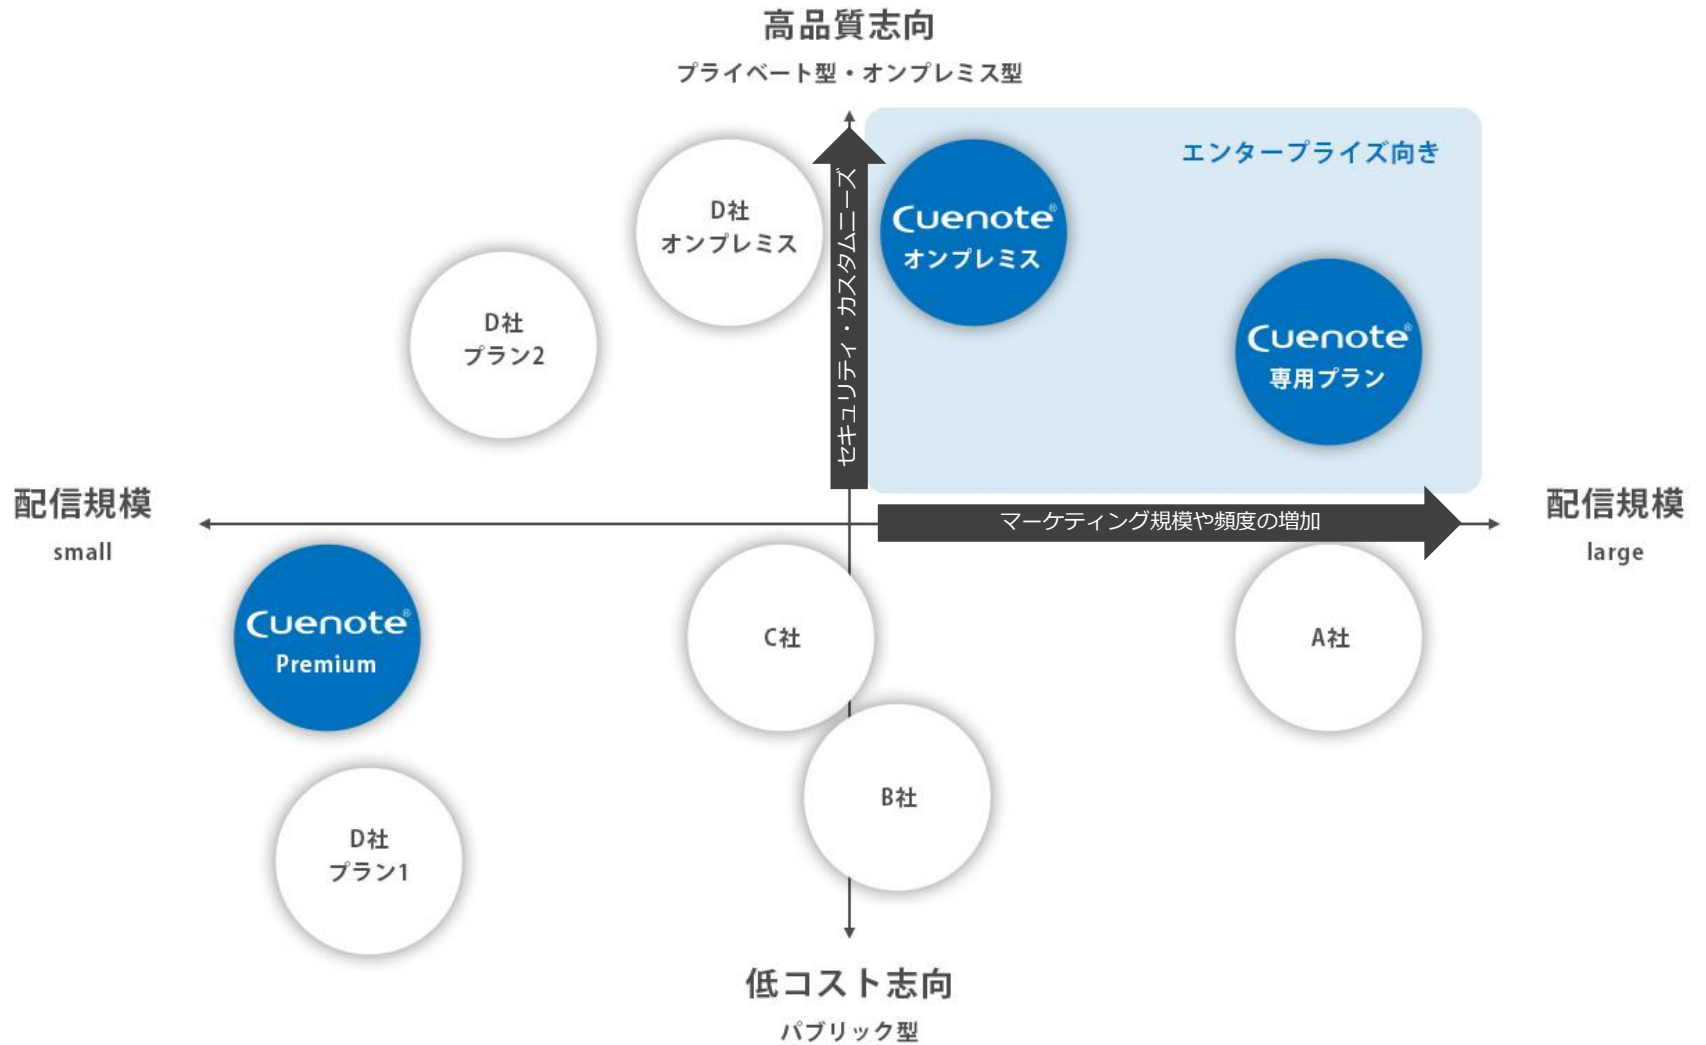 高品質志向
プライベート型・オンプレミス型
エンタープライズ向き
D社
オンプレミス
Cuenote®
オンプレミス
D社
プラン2
Cuenote®
専用プラン
セキュリティ・カスタムニーズ
配信規模
small
マーケティング規模や頻度の増加
配信規模
large
Cuenote®
Premium
C社
A社
B社
D社
プラン1
低コスト志向
パブリック型